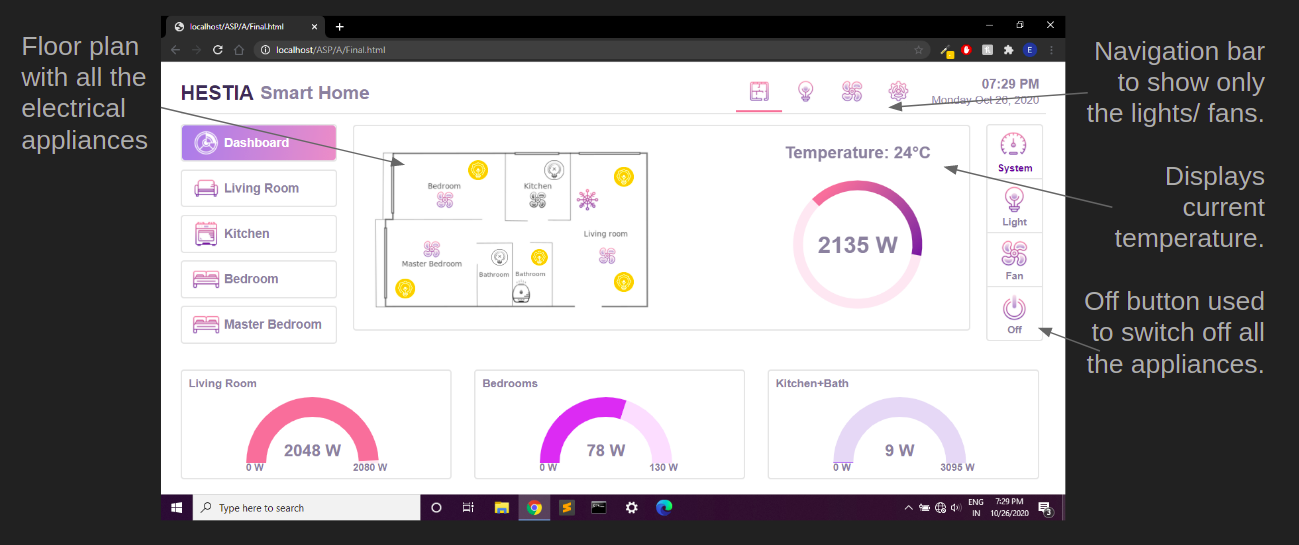 Floor plan
with all the
electrical
appliances
localhost/ASP/A/Final.html
localhost/ASP/A/Final.html
E
HESTIA Smart Home
07:29 PM
Monday Oct 26, 2020
Dashboard
Living Room
Kitchen
Bedroom
Master Bedroom
Bedroom
Kitchen
Living room
Master Bedroom
Bathroom
Bathroom
Temperature: 24°C
2135 W
System
Light
Fan
Off
Navigation bar
to show only
the lights/ fans.
Displays
current
temperature.
Off button used
to switch off all
the appliances.
Living Room
2048 W
0 W
2080 W
Bedrooms
78 W
0 W
130 W
Kitchen+Bath
9 W
0 W
3095 W
Type here to search
ENG
IN
7:29 PM
10/26/2020
3